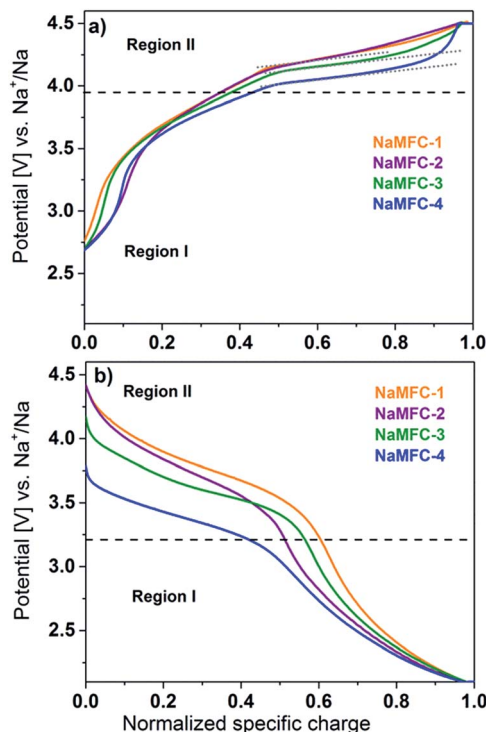 a)
Region II
Region I
NaMFC-1
NaMFC-2
NaMFC-3
NaMFC-4
Potential [V] vs. Na⁺/Na
4.5
4.0
3.5
3.0
2.5
0.0 0.2 0.4 0.6 0.8 1.0
b)
Region II
Region I
NaMFC-1
NaMFC-2
NaMFC-3
NaMFC-4
Potential [V] vs. Na⁺/Na
4.5
4.0
3.5
3.0
2.5
0.0 0.2 0.4 0.6 0.8 1.0
Normalized specific charge